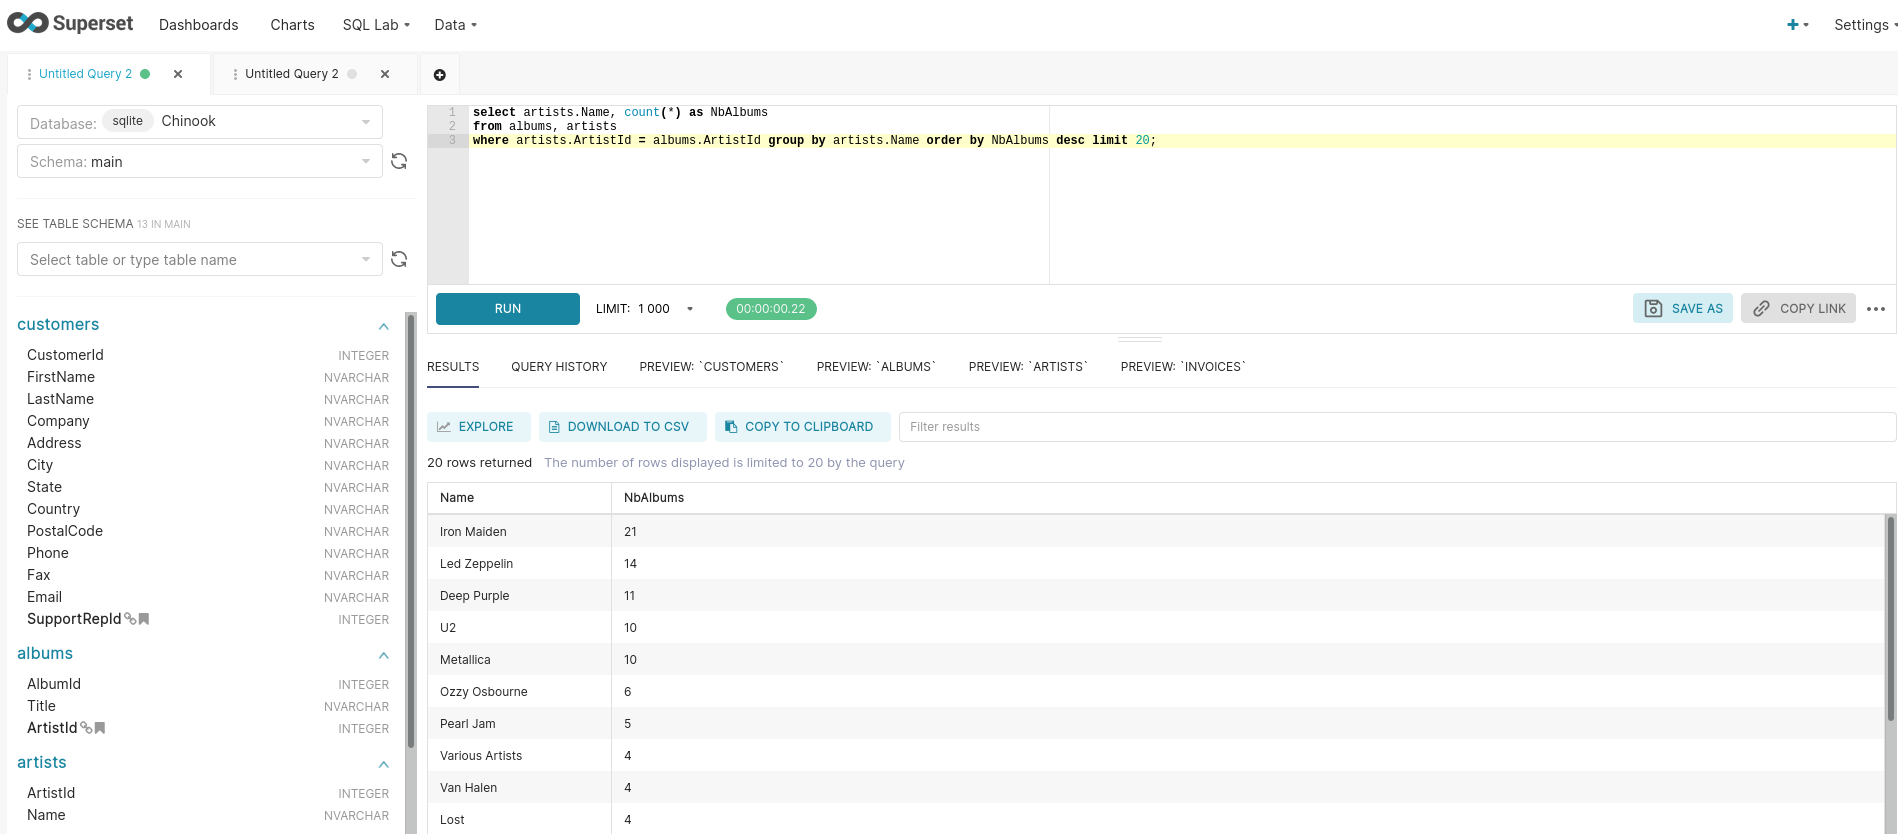 Superset Dashboards Charts SQL Lab Data Settings
Untitled Query 2 Untitled Query 2
Database: sqlite Chinook
Schema: main
SEE TABLE SCHEMA 13 IN MAIN
Select table or type table name
customers
CustomerId INTEGER
FirstName NVARCHAR
LastName NVARCHAR
Company NVARCHAR
Address NVARCHAR
City NVARCHAR
State NVARCHAR
Country NVARCHAR
PostalCode NVARCHAR
Phone NVARCHAR
Fax NVARCHAR
Email NVARCHAR
SupportRepId INTEGER
albums
AlbumId INTEGER
Title NVARCHAR
ArtistId INTEGER
artists
ArtistId INTEGER
Name NVARCHAR
1 select artists.Name, count(*) as NbAlbums
2 from albums, artists
3 where artists.ArtistId = albums.ArtistId group by artists.Name order by NbAlbums desc limit 20;
RUN LIMIT: 1 000 00:00:00.22 SAVE AS COPY LINK
RESULTS QUERY HISTORY PREVIEW: `CUSTOMERS` PREVIEW: `ALBUMS` PREVIEW: `ARTISTS` PREVIEW: `INVOICES`
EXPLORE DOWNLOAD TO CSV COPY TO CLIPBOARD Filter results
20 rows returned The number of rows displayed is limited to 20 by the query
Name NbAlbums
Iron Maiden 21
Led Zeppelin 14
Deep Purple 11
U2 10
Metallica 10
Ozzy Osbourne 6
Pearl Jam 5
Various Artists 4
Van Halen 4
Lost 4